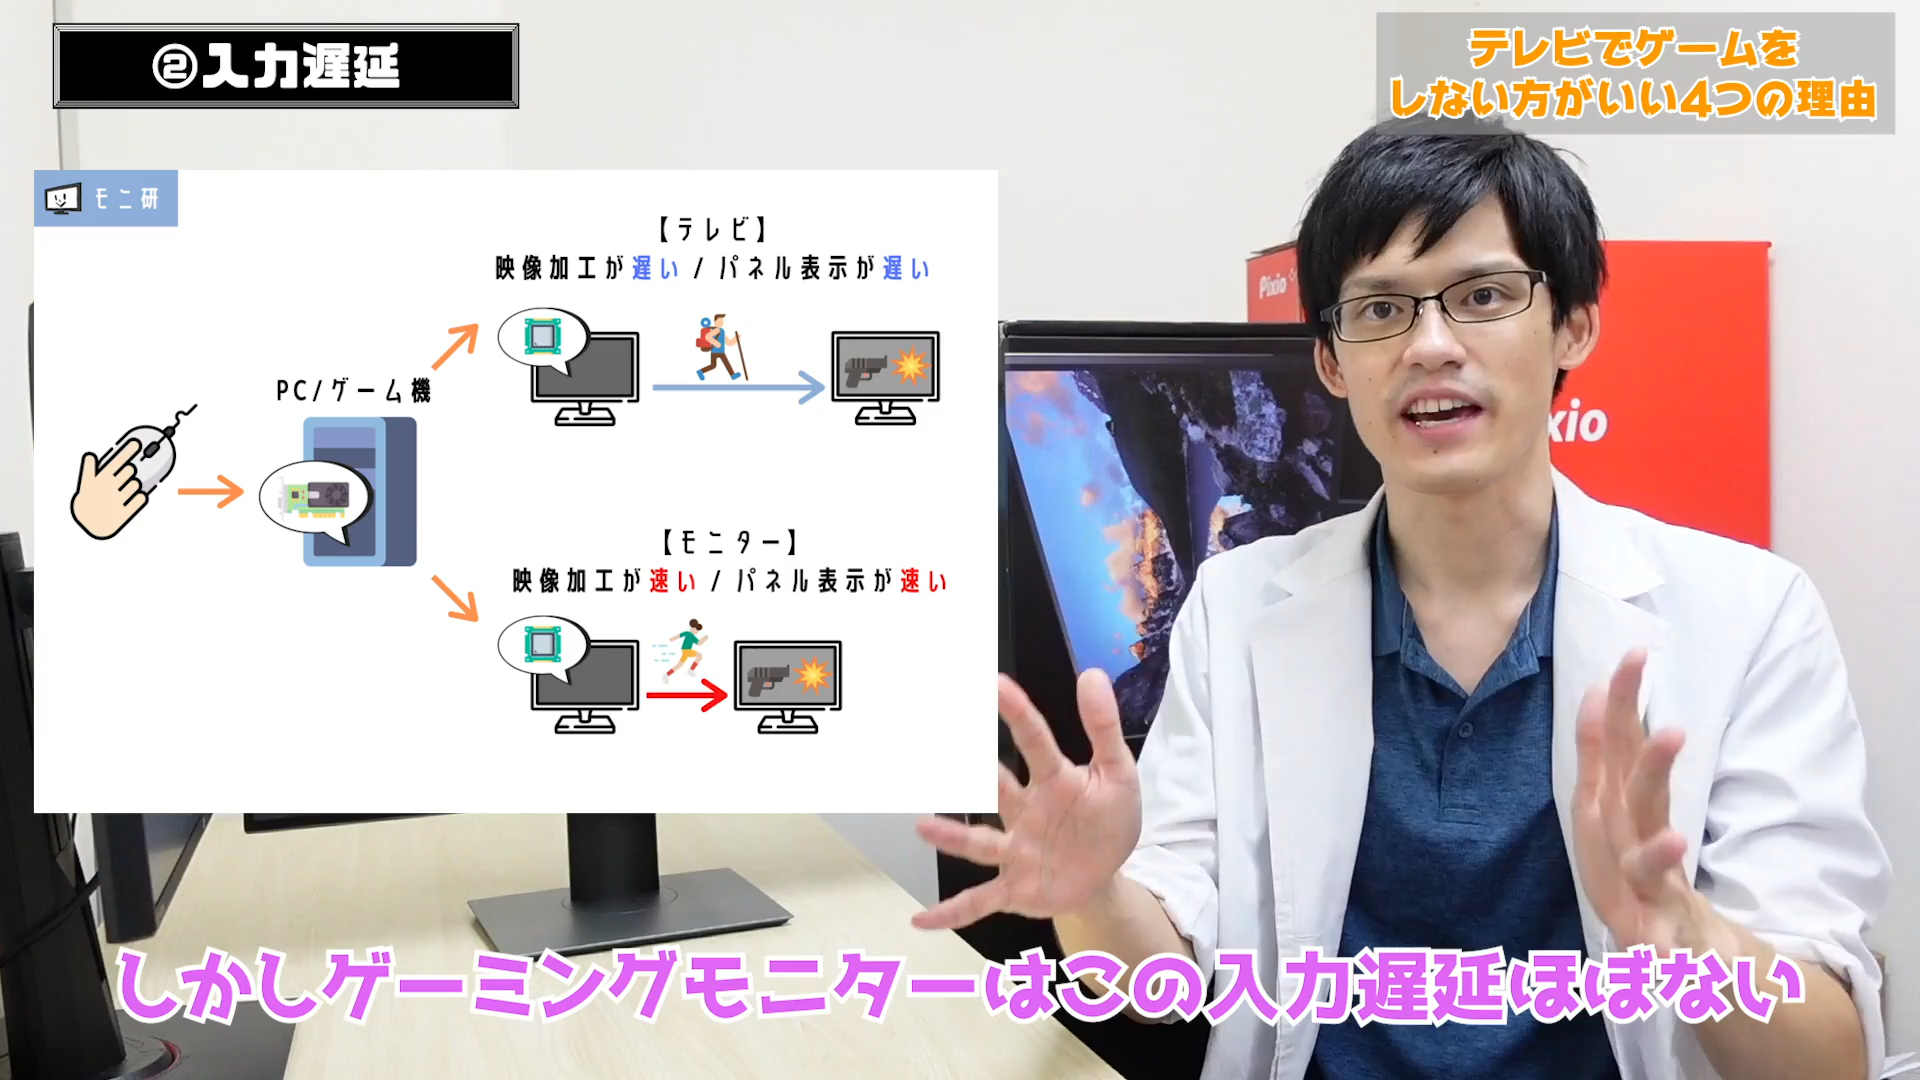 ②入力遅延
テレビでゲームを
しない方がいい4つの理由
モニ研
【テレビ】
映像加工が遅い / パネル表示が遅い
PC/ゲーム機
【モニター】
映像加工が速い / パネル表示が速い
Pixio
xio
しかしゲーミングモニターはこの入力遅延ほぼない